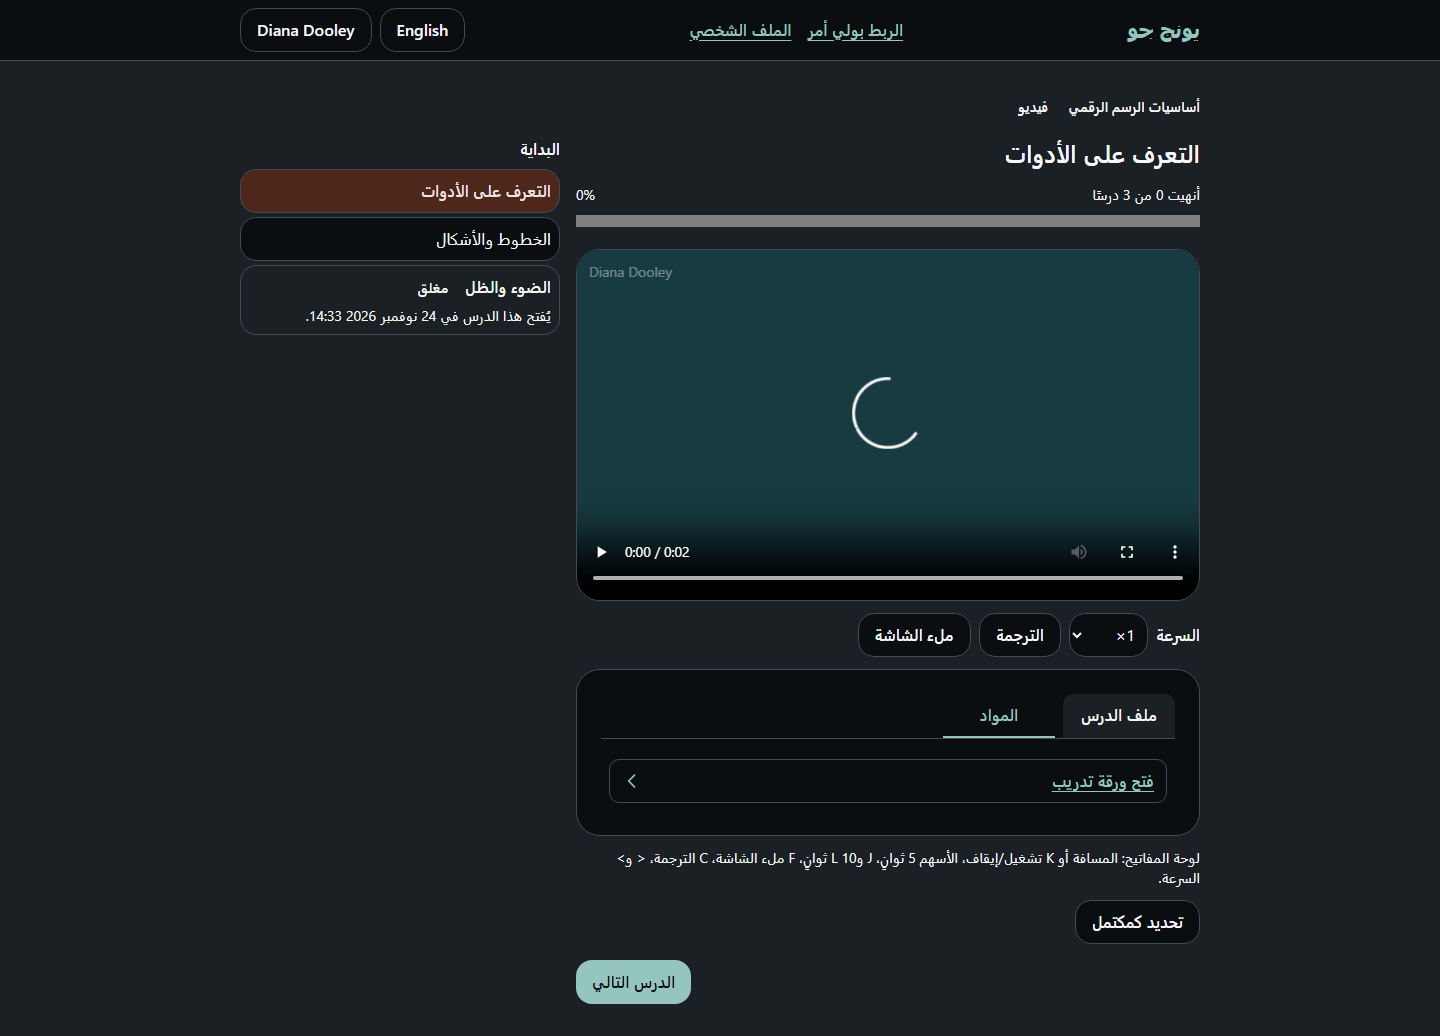 يونج جو
الربط بولي أمر
الملف الشخصي
English
Diana Dooley
أساسيات الرسم الرقمي
فيديو
التعرف على الأدوات
أنهيت 0 من 3 درسًا
0%
Diana Dooley
0:00 / 0:02
السرعة
1×
الترجمة
ملء الشاشة
ملف الدرس
المواد
فتح ورقة تدريب
لوحة المفاتيح: المسافة أو K تشغيل/إيقاف، الأسهم 5 ثوانٍ، J وL 10 ثوانٍ، F ملء الشاشة، C الترجمة، < و>
السرعة.
تحديد كمكتمل
الدرس التالي
البداية
التعرف على الأدوات
الخطوط والأشكال
الضوء والظل
مغلق
يُفتح هذا الدرس في 24 نوفمبر 2026 14:33.